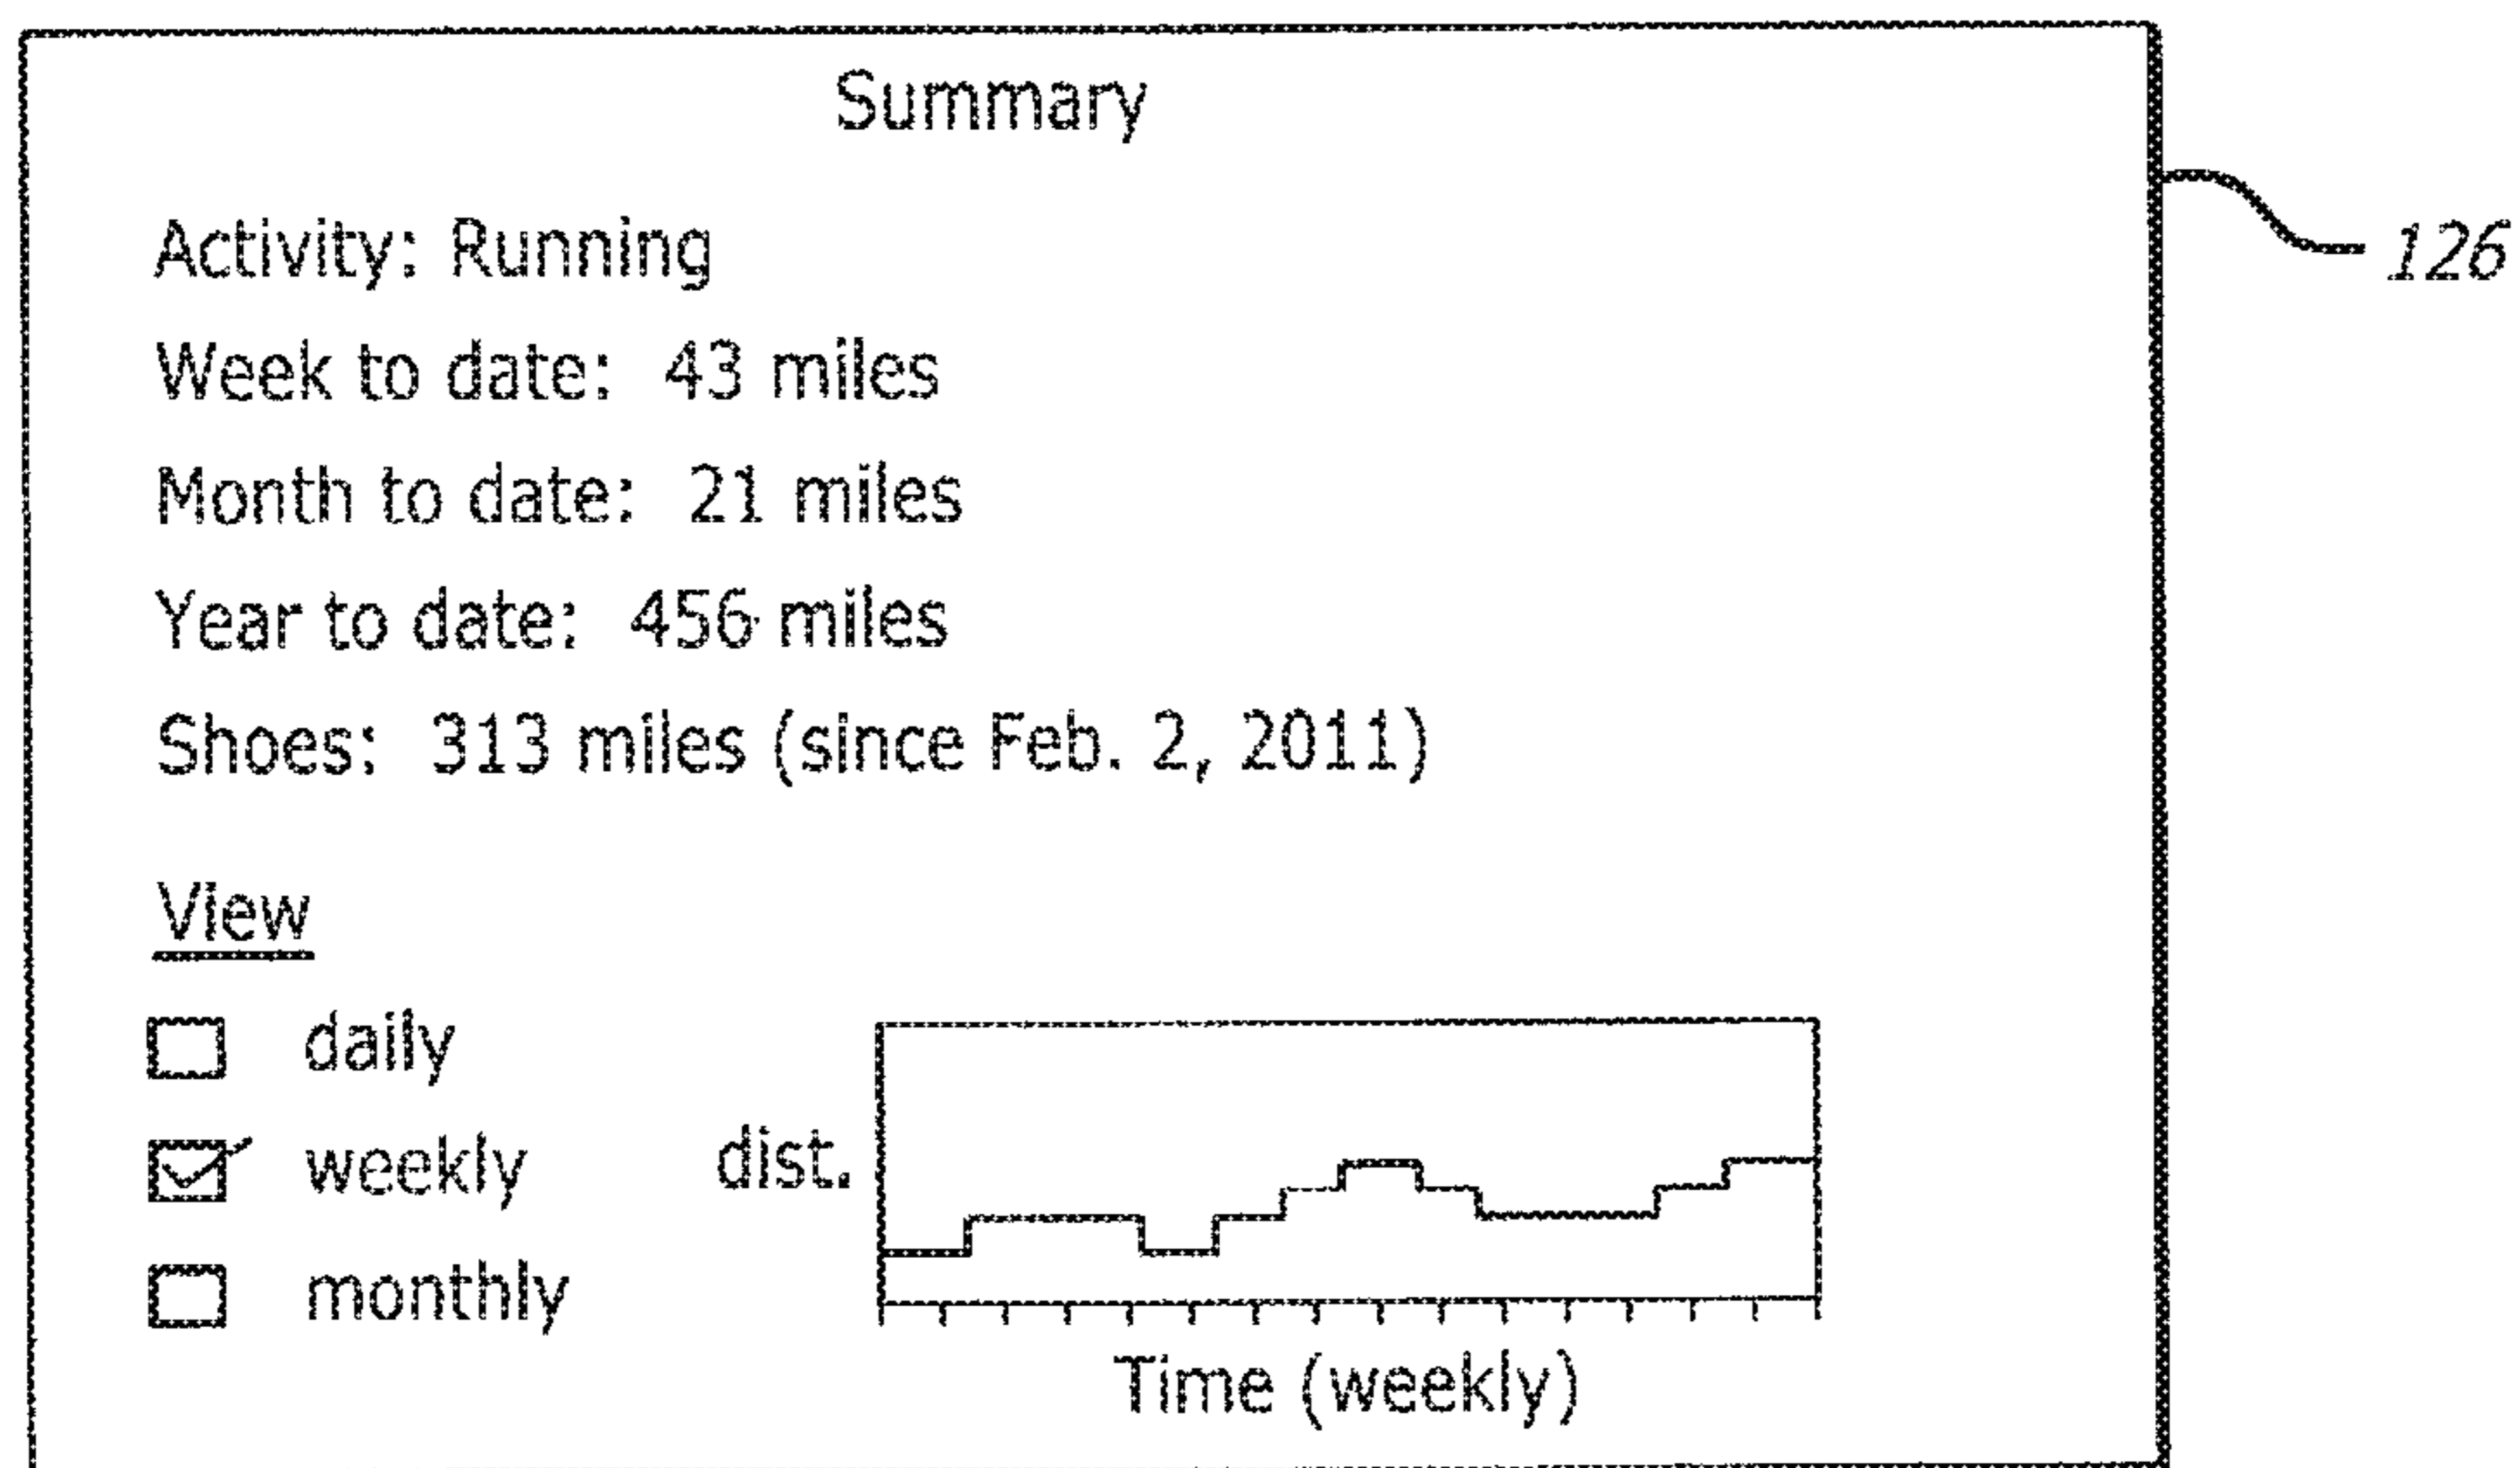 Summary
126
Activity: Running
Week to date: 43 miles
Month to date: 21 miles
Year to date: 456 miles
Shoes: 313 miles (since Feb. 2, 2011)
View
daily
weekly
dist.
monthly
Time (weekly)